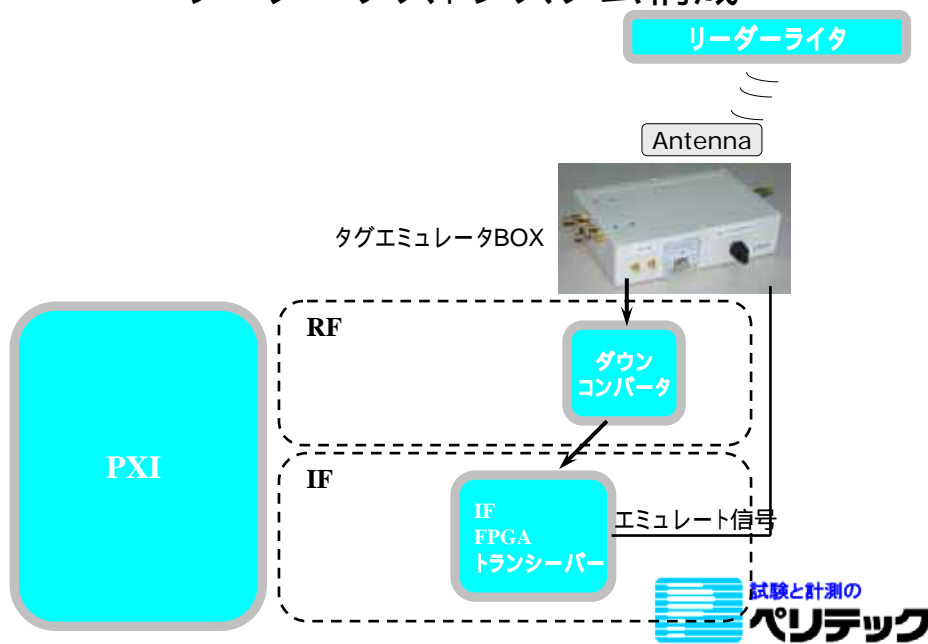 リーダーライタ
Antenna
タグエミュレータBOX
RF
ダウン
コンバータ
PXI
IF
IF
FPGA
トランシーバー
エミュレート信号
試験と計測の
ペリテック